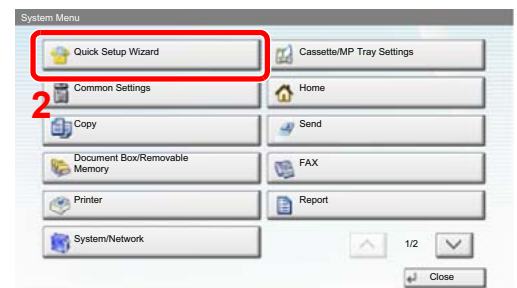 System Menu
Quick Setup Wizard
Cassette/MP Tray Settings
2
Common Settings
Home
Copy
Send
Document Box/Removable
Memory
FAX
Printer
Report
System/Network
1/2
Close